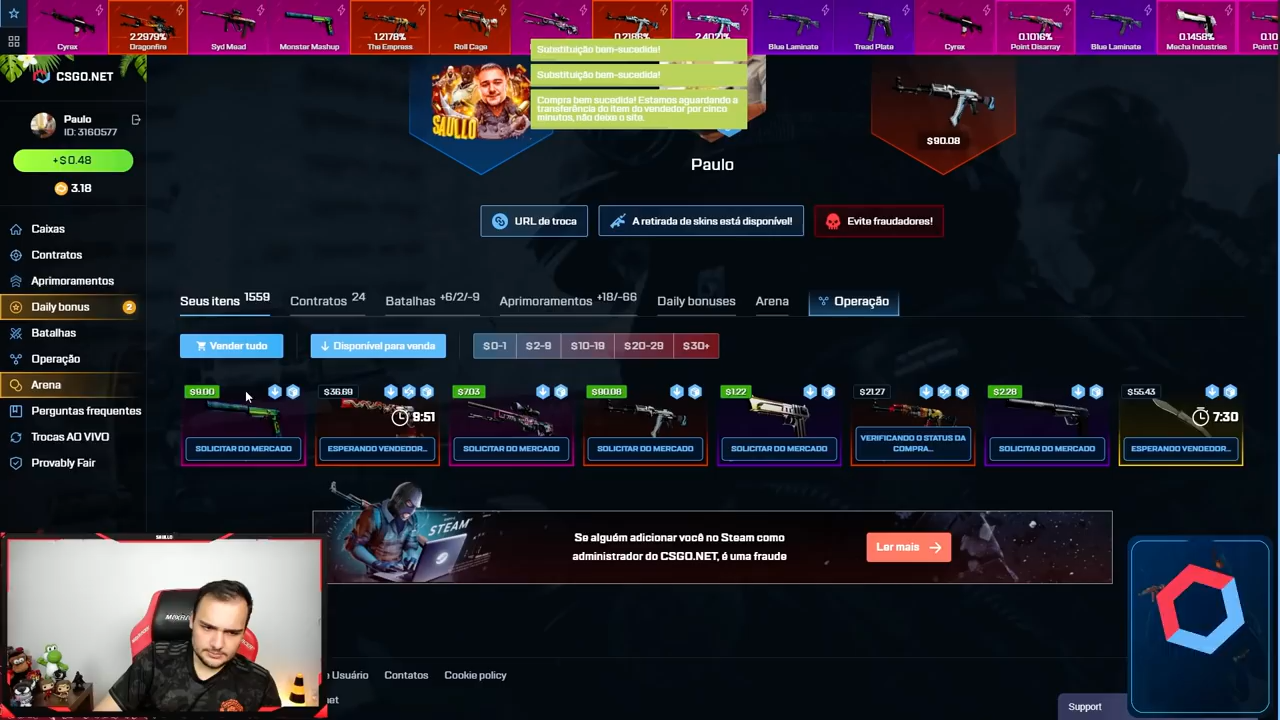 Cyrex
2.2979%
Dragonfire
Syd Mead
Monster Mashup
1.2178%
The Empress
Roll Cage
0.2186%
2.4021%
Blue Laminate
Tread Plate
Cyrex
0.1016%
Point Disarray
Blue Laminate
0.1458%
Mecha Industries
0.10
Point D
CSGO.NET
Paulo
ID: 3160577
+$ 0.48
3.18
Caixas
Contratos
Aprimoramentos
Daily bonus 2
Batalhas
Operação
Arena
Perguntas frequentes
Trocas AO VIVO
Provably Fair
SAULLO
Substituição bem-sucedida!
Substituição bem-sucedida!
Compra bem sucedida! Estamos aguardando a
transferência do item do vendedor por cinco
minutos, não deixe o site.
$90.08
Paulo
URL de troca
A retirada de skins está disponível!
Evite fraudadores!
Seus itens 1559
Contratos 24
Batalhas +6/2/-9
Aprimoramentos +18/-66
Daily bonuses
Arena
Operação
Vender tudo
Disponível para venda
$0-1
$2-9
$10-19
$20-29
$30+
$9.00
SOLICITAR DO MERCADO
$36.69
9:51
ESPERANDO VENDEDOR...
$7.03
SOLICITAR DO MERCADO
$90.08
SOLICITAR DO MERCADO
$1.22
SOLICITAR DO MERCADO
$21.27
VERIFICANDO O STATUS DA
COMPRA...
$2.28
SOLICITAR DO MERCADO
$55.43
7:30
ESPERANDO VENDEDOR...
STEAM
Se alguém adicionar você no Steam como
administrador do CSGO.NET, é uma fraude
Ler mais
SAULLO
Usuário
Contatos
Cookie policy
Support